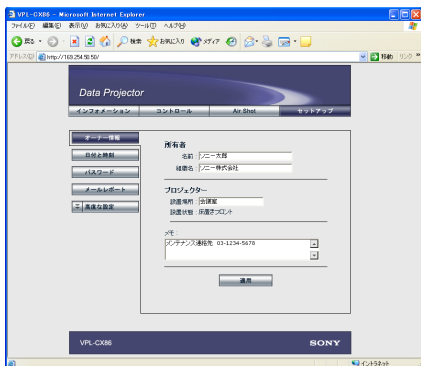 VPL-CX86 - Microsoft Internet Explorer
ファイル(F) 編集(E) 表示(V) お気に入り(A) ツール(T) ヘルプ(H)
戻る 検索 お気に入り メディア
アドレス(D) http://169.254.50.50/ 移動 リンク
Data Projector
インフォメーション コントロール Air Shot セットアップ
オーナー情報
日付と時刻
パスワード
メールレポート
高度な設定
所有者
名前: ソニー太郎
組織名: ソニー株式会社
プロジェクター
設置場所: 会議室
設置状態: 床置きフロント
メモ:
メンテナンス連絡先 03-1234-5678
適用
VPL-CX86 SONY
イントラネット